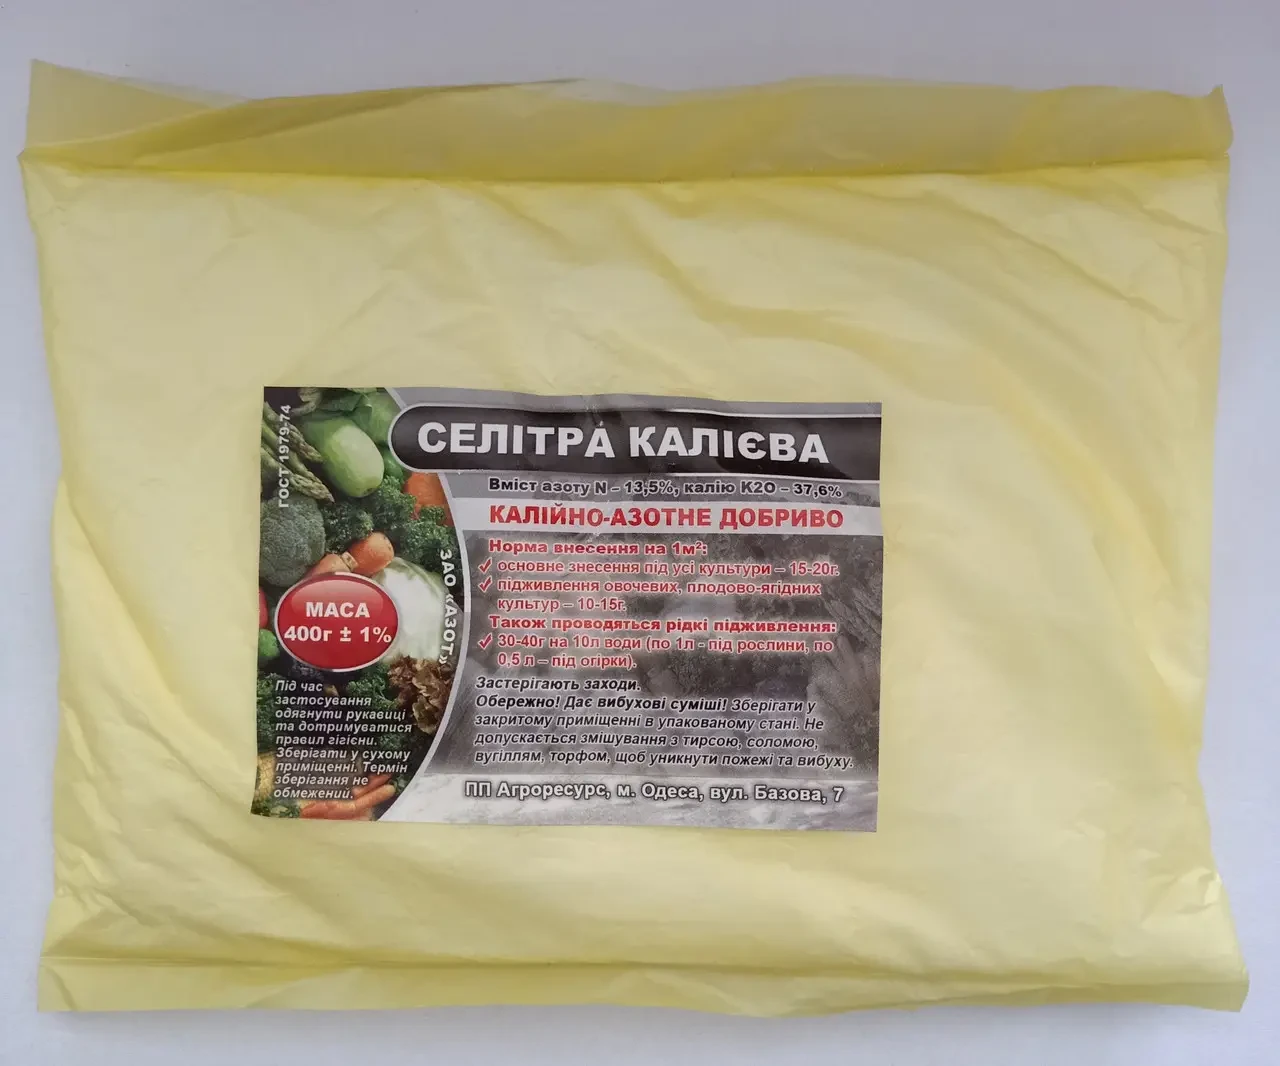 ГОСТ 1979-74
СЕЛІТРА КАЛІЄВА
Вміст азоту N – 13,5%, калію K2O – 37,6%
КАЛІЙНО-АЗОТНЕ ДОБРИВО
Норма внесення на 1м²:
✓ основне знесення під усі культури – 15-20г.
✓ підживлення овочевих, плодово-ягідних
культур – 10-15г.
Також проводяться рідкі підживлення:
✓ 30-40г на 10л води (по 1л - під рослини, по
0,5 л – під огірки).
Застерігають заходи.
Обережно! Дає вибухові суміші! Зберігати у
закритому приміщенні в упакованому стані. Не
допускається змішування з тирсою, соломою,
вугіллям, торфом, щоб уникнути пожежі та вибуху.
ПП Агроресурс, м. Одеса, вул. Базова, 7
ЗАО «АЗОТ»
МАСА
400г ± 1%
Під час
застосування
одягнути рукавиці
та дотримуватися
правил гігієни.
Зберігати у сухому
приміщенні. Термін
зберігання не
обмежений.